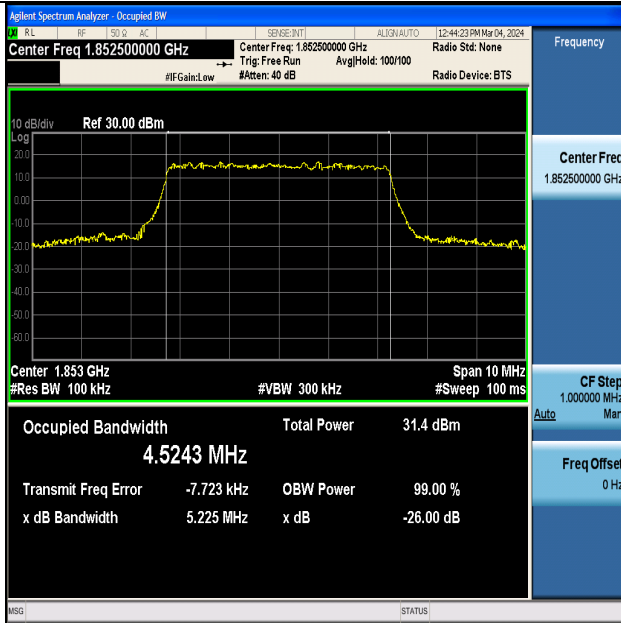 Agilent Spectrum Analyzer - Occupied BW
RL RF 50 Ω AC SENSE:INT ALIGN AUTO 12:44:23 PM Mar 04, 2024
Center Freq 1.852500000 GHz
Center Freq: 1.852500000 GHz
Radio Std: None
Trig: Free Run
Avg|Hold: 100/100
#IFGain:Low
#Atten: 40 dB
Radio Device: BTS
10 dB/div Ref 30.00 dBm
Log
20.0
10.0
0.00
-10.0
-20.0
-30.0
-40.0
-50.0
-60.0
Center 1.853 GHz
Span 10 MHz
#Res BW 100 kHz
#VBW 300 kHz
#Sweep 100 ms
Occupied Bandwidth
Total Power 31.4 dBm
4.5243 MHz
Transmit Freq Error -7.723 kHz
OBW Power 99.00 %
x dB Bandwidth 5.225 MHz
x dB -26.00 dB
MSG
STATUS
Frequency
Center Freq
1.852500000 GHz
CF Step
1.000000 MHz
Auto Man
Freq Offset
0 Hz